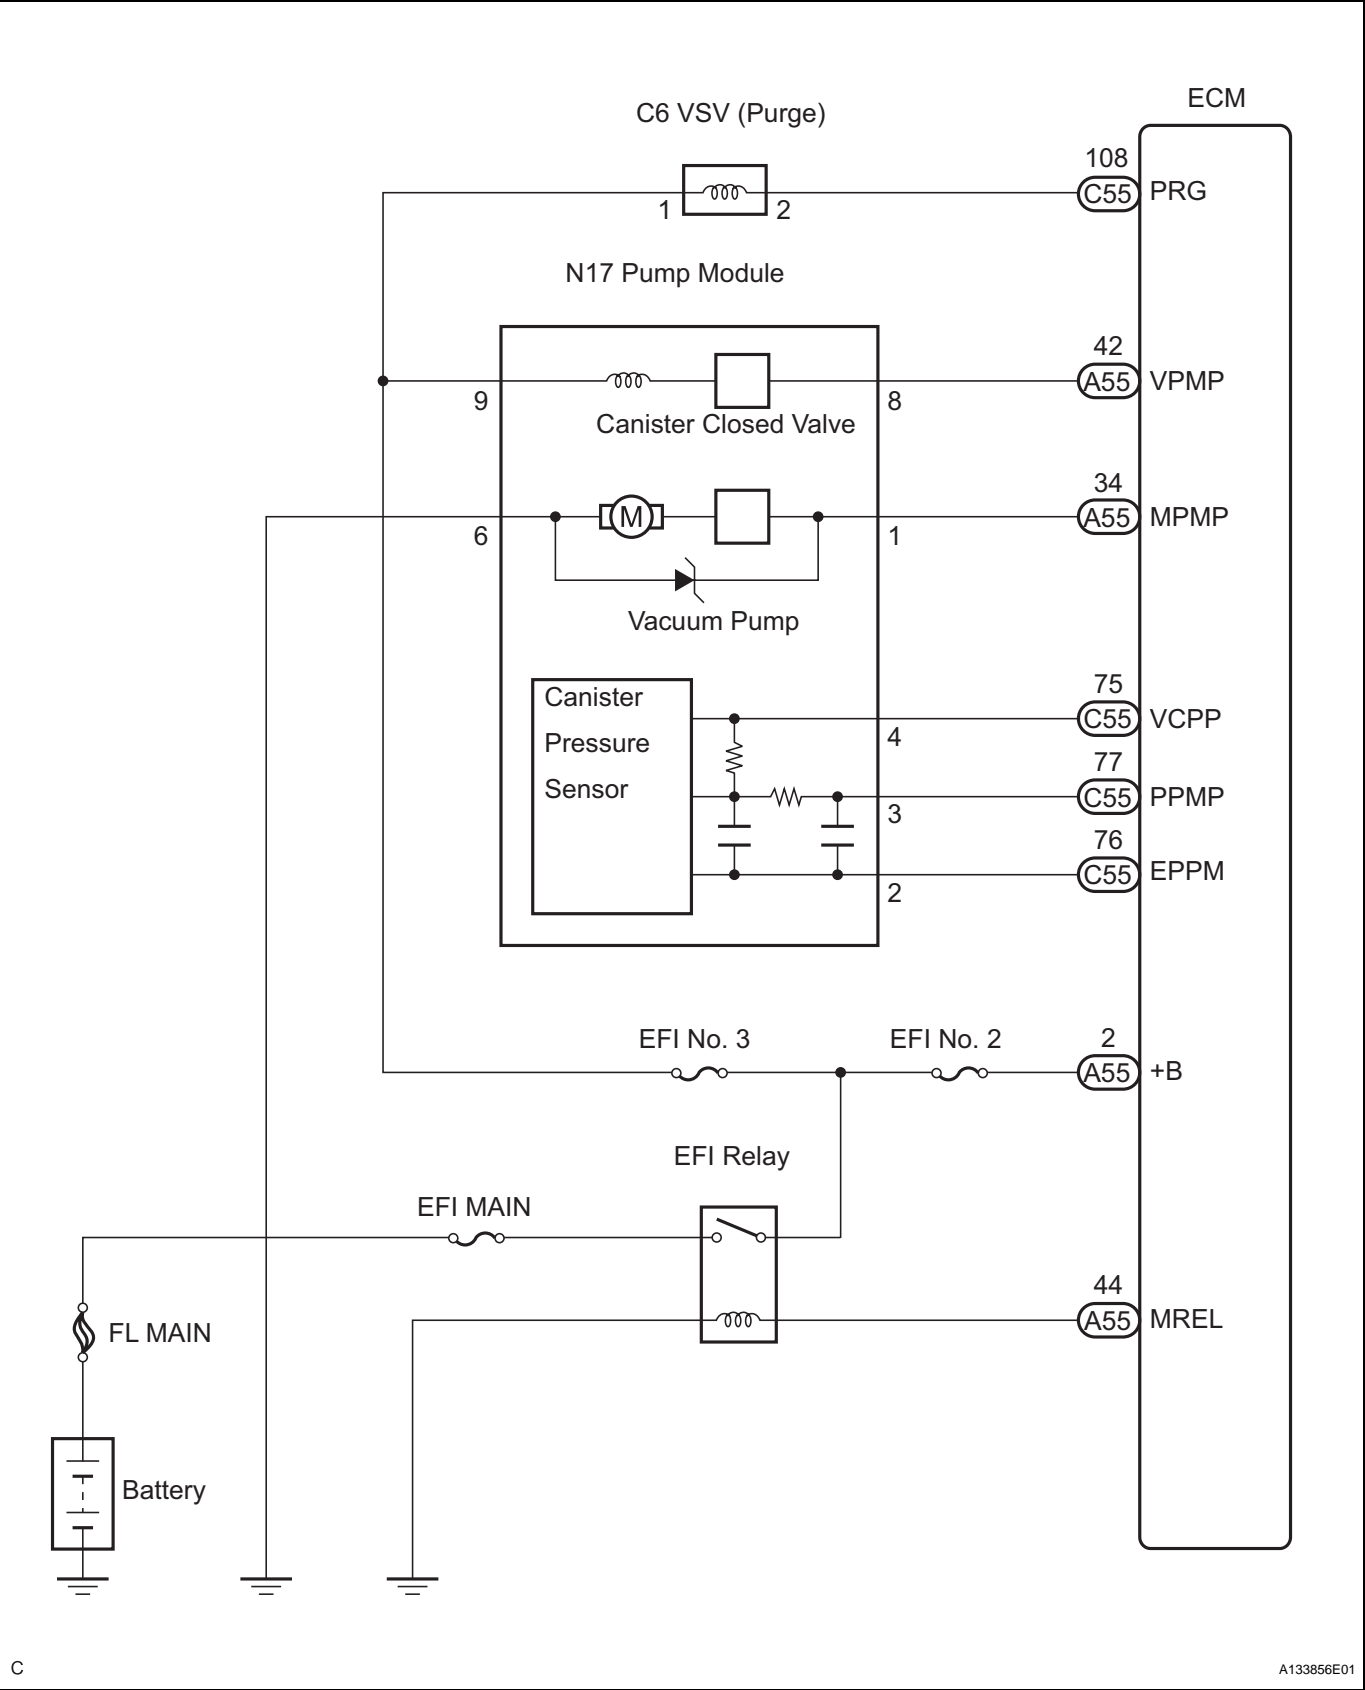 ECM
C6 VSV (Purge)
108
C55 PRG
1 2
N17 Pump Module
42
A55 VPMP
9 8
Canister Closed Valve
34
A55 MPMP
M
6 1
Vacuum Pump
75
C55 VCPP
Canister
4
Pressure
77
C55 PPMP
Sensor
3
76
C55 EPPM
2
EFI No. 3
EFI No. 2
2
A55 +B
EFI Relay
EFI MAIN
44
A55 MREL
FL MAIN
Battery
C
A133856E01